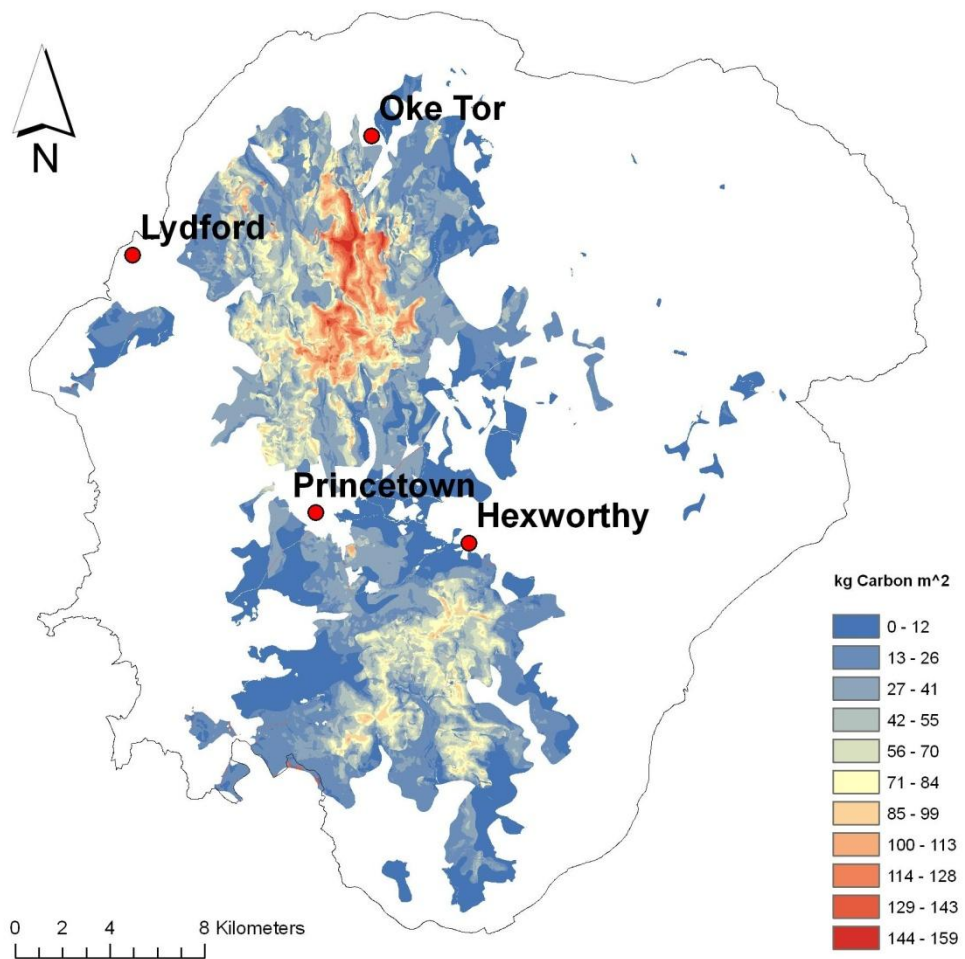 Oke Tor
N
Lydford
Princetown
Hexworthy
kg Carbon m^2
0 - 12
13 - 26
27 - 41
42 - 55
56 - 70
71 - 84
85 - 99
100 - 113
114 - 128
129 - 143
144 - 159
0 2 4 8 Kilometers